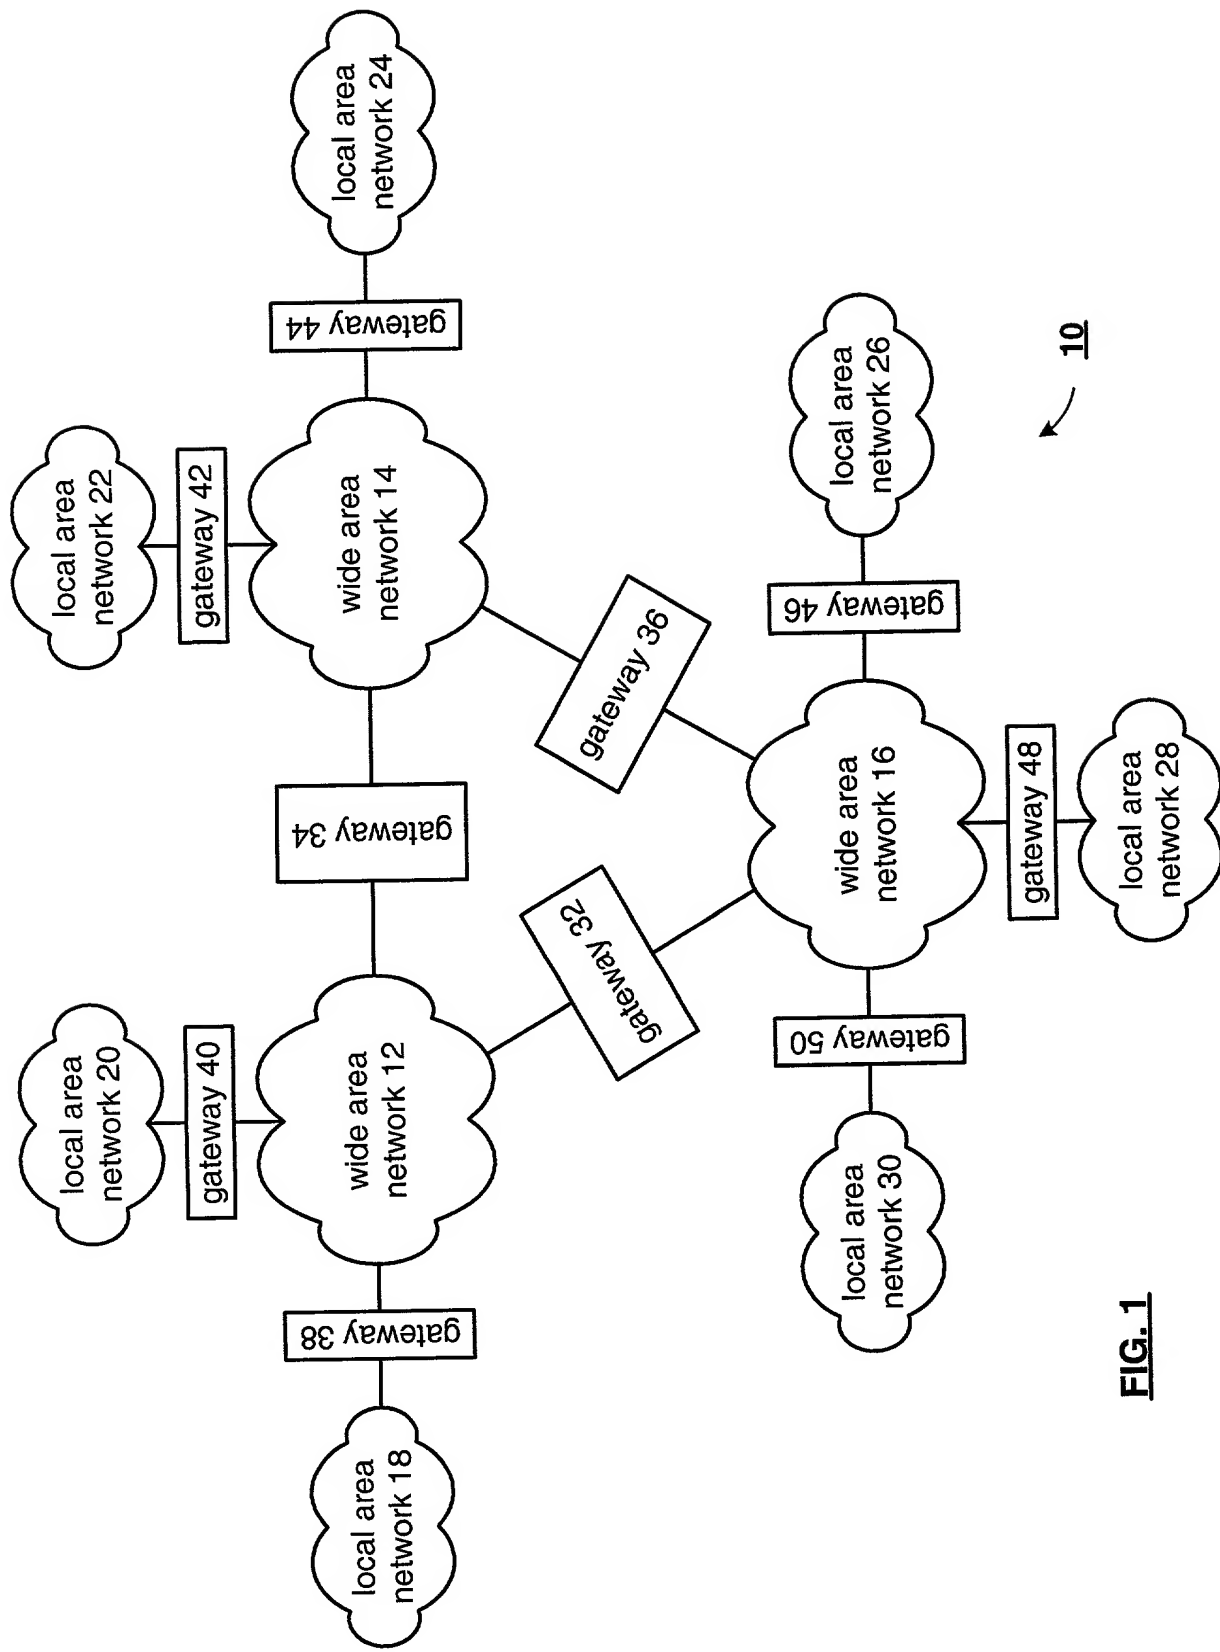 local area
network 20
gateway 40
local area
network 22
gateway 42
local area
network 18
gateway 38
wide area
network 12
gateway 34
wide area
network 14
gateway 44
local area
network 24
gateway 32
gateway 36
local area
network 30
gateway 50
wide area
network 16
gateway 46
local area
network 26
gateway 48
local area
network 28
10
FIG. 1